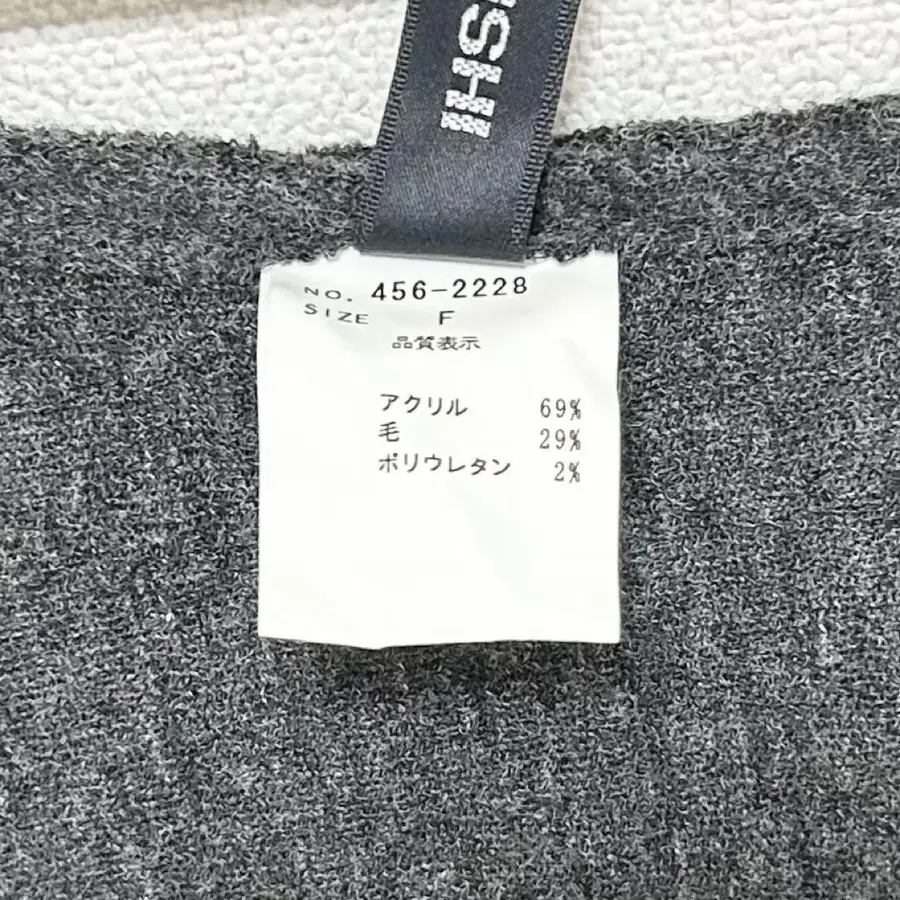 NO. 456-2228
SIZE F
品質表示
アクリル 69%
毛 29%
ポリウレタン 2%